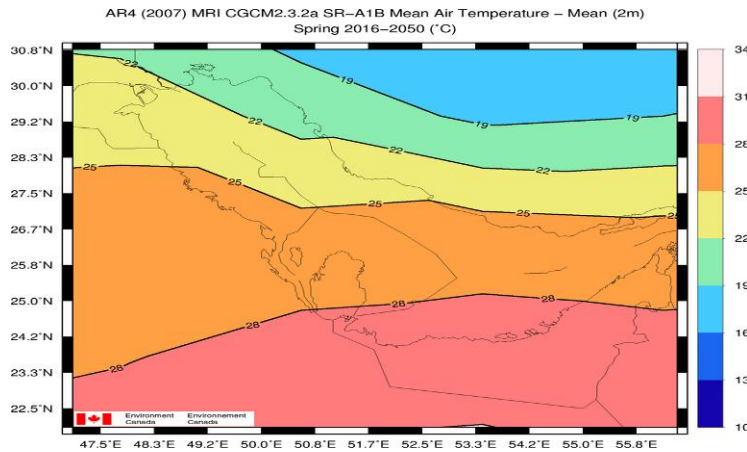 AR4 (2007) MRI CGCM2.3.2a SR−A1B Mean Air Temperature − Mean (2m)
Spring 2016−2050 (˚C)
30.8°N
30.0°N
29.2°N
28.3°N
27.5°N
26.7°N
25.8°N
25.0°N
24.2°N
23.3°N
22.5°N
22
19
19
22
22
22
25
25
25
25
28
28
28
34
31
28
25
22
19
16
13
10
Environment Canada
Environnement Canada
47.5°E 48.3°E 49.2°E 50.0°E 50.8°E 51.7°E 52.5°E 53.3°E 54.2°E 55.0°E 55.8°E